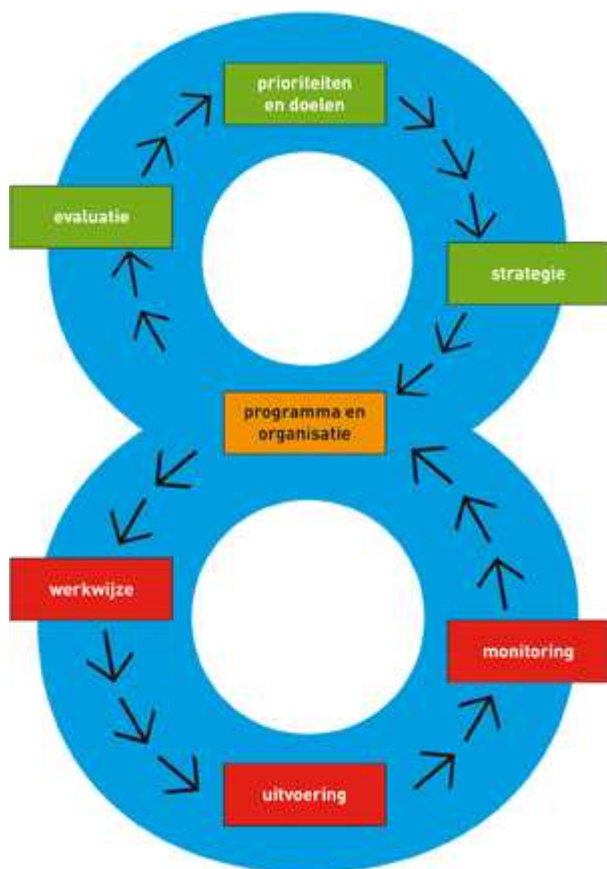 prioriteiten
en doelen
evaluatie
strategie
programma en
organisatie
werkwijze
monitoring
uitvoering